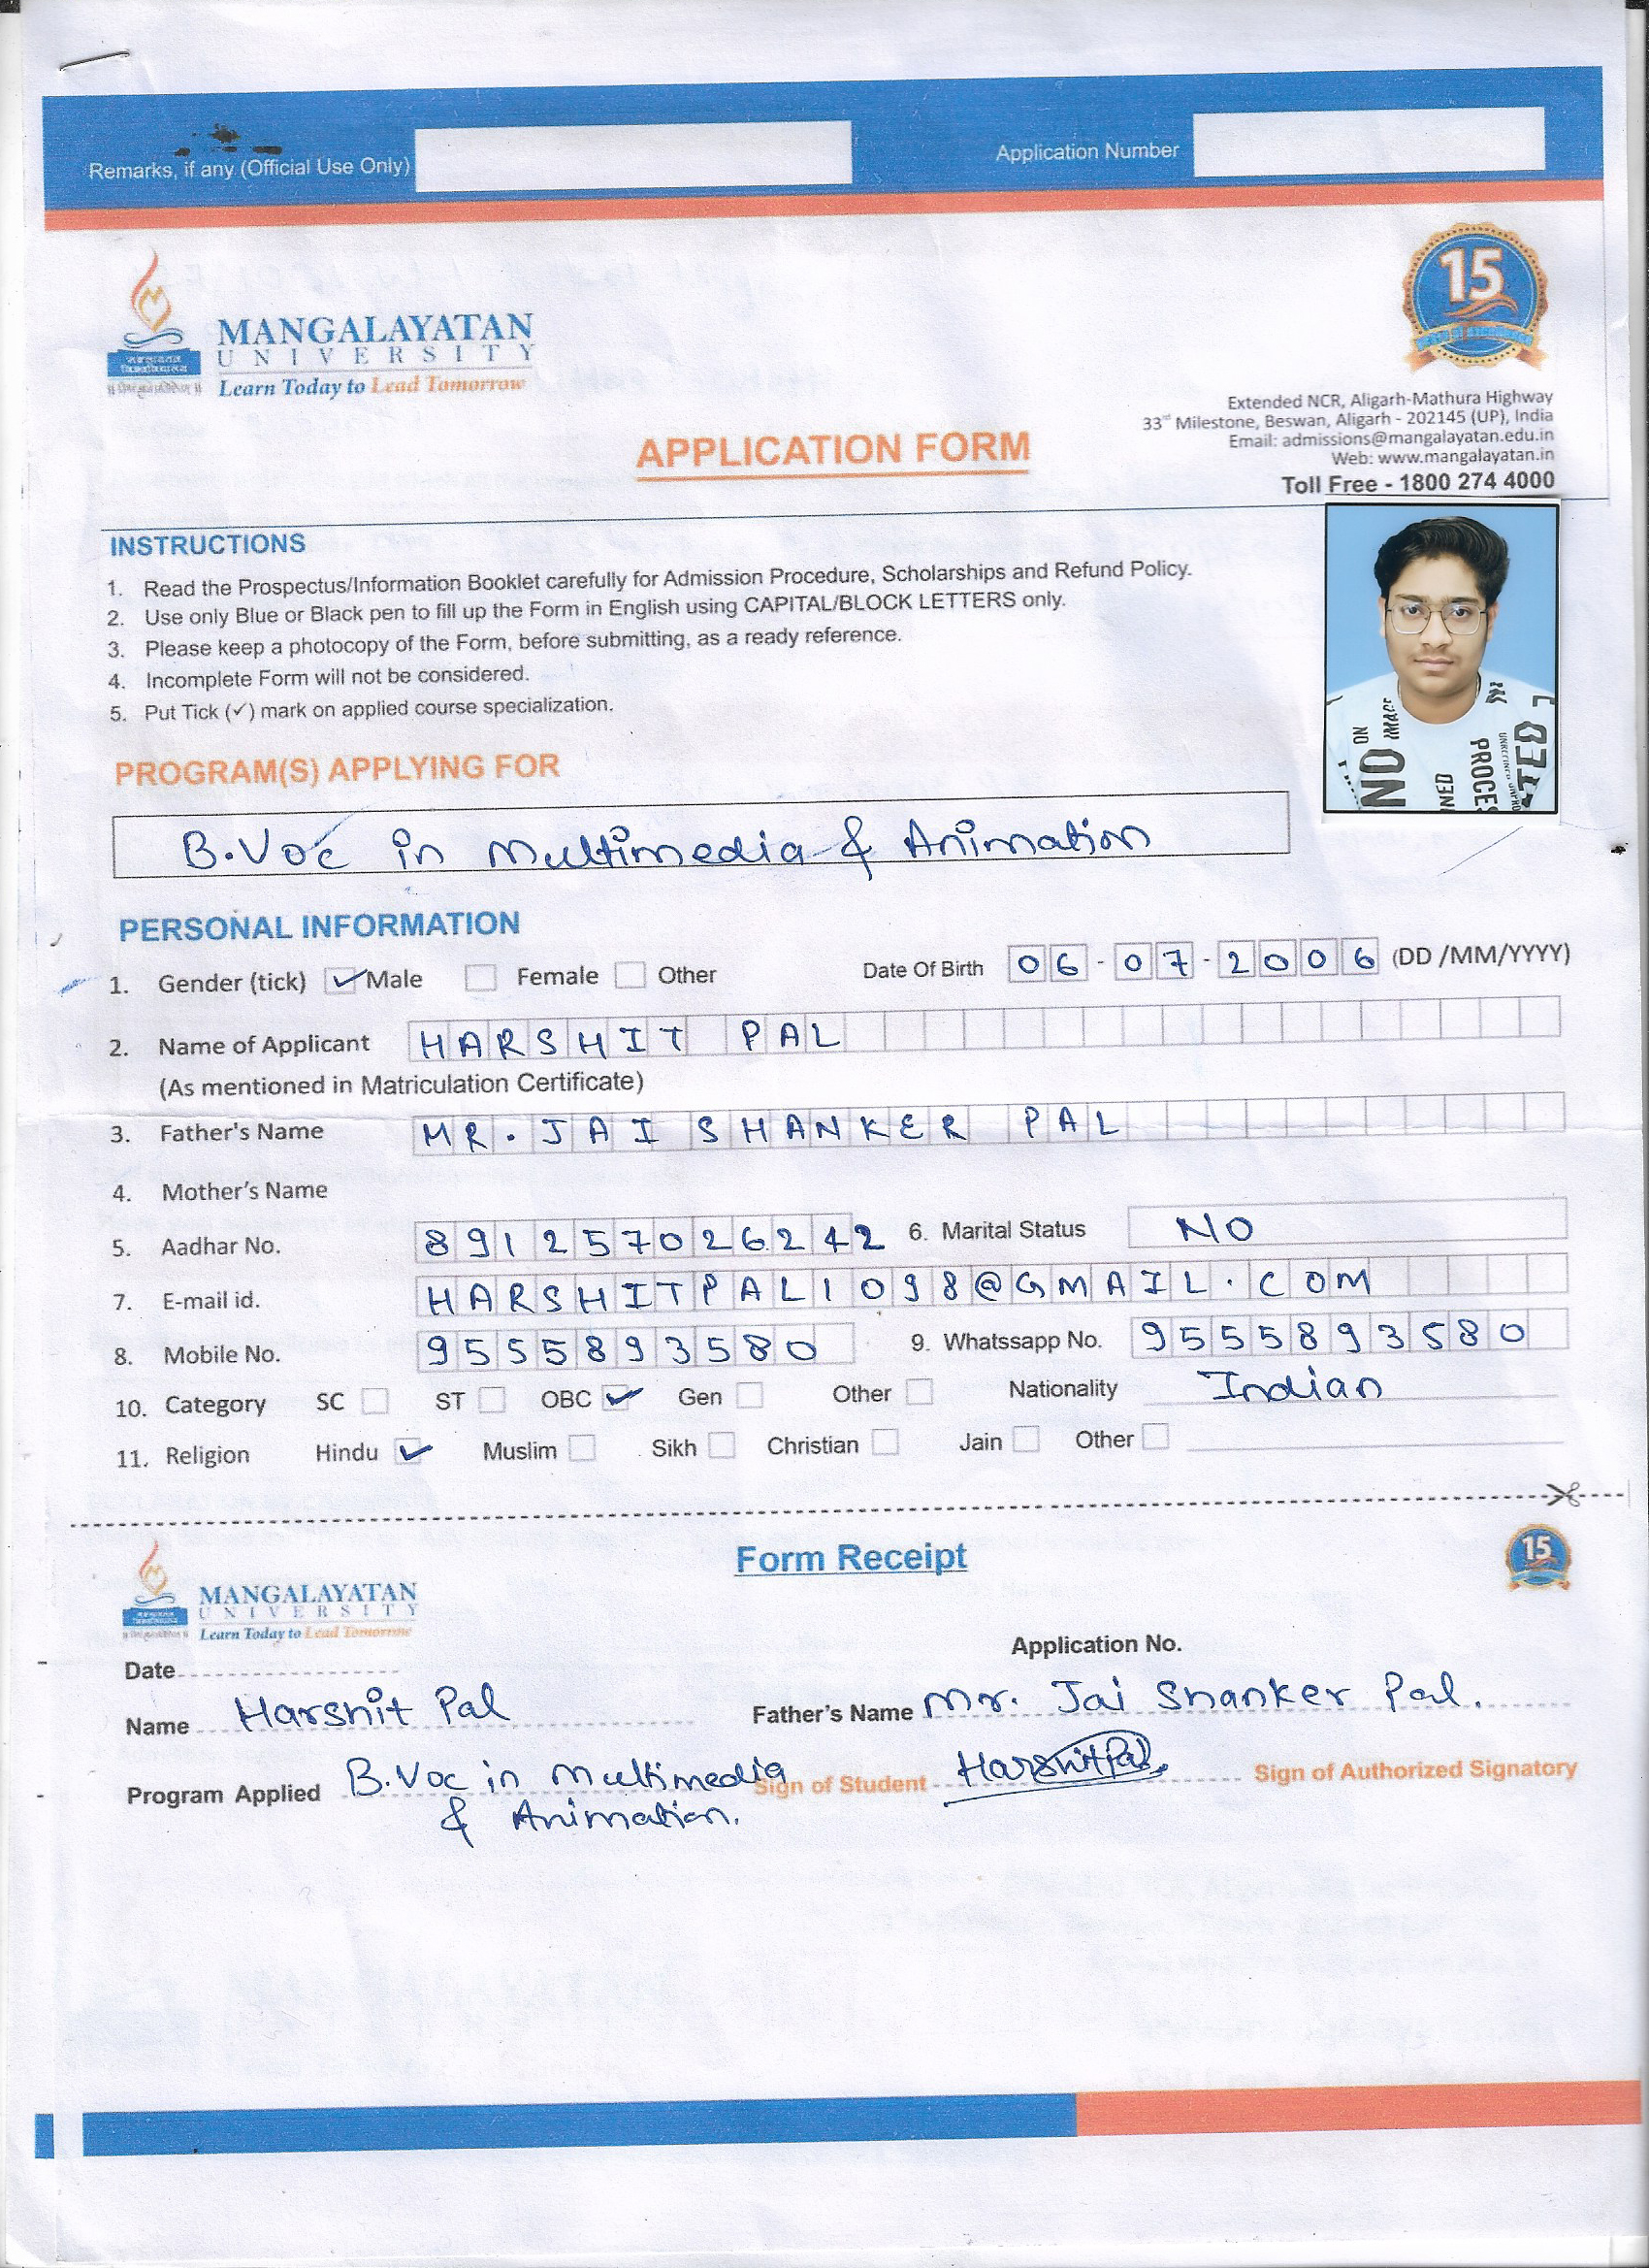 Remarks, if any (Official Use Only)
Application Number
15
MANGALAYATAN
UNIVERSITY
Learn Today to Lead Tomorrow
Extended NCR, Aligarh-Mathura Highway
33rd Milestone, Beswan, Aligarh - 202145 (UP), India
Email: admissions@mangalayatan.edu.in
Web: www.mangalayatan.in
Toll Free - 1800 274 4000
APPLICATION FORM
INSTRUCTIONS
1. Read the Prospectus/Information Booklet carefully for Admission Procedure, Scholarships and Refund Policy.
2. Use only Blue or Black pen to fill up the Form in English using CAPITAL/BLOCK LETTERS only.
3. Please keep a photocopy of the Form, before submitting, as a ready reference.
4. Incomplete Form will not be considered.
5. Put Tick (✓) mark on applied course specialization.
PROGRAM(S) APPLYING FOR
B.Voc in Multimedia & Animation
PERSONAL INFORMATION
1. Gender (tick) ✓ Male Female Other Date Of Birth 06-07-2006 (DD /MM/YYYY)
2. Name of Applicant HARSHIT PAL
(As mentioned in Matriculation Certificate)
3. Father's Name MR. JAI SHANKER PAL
4. Mother's Name
5. Aadhar No. 891257026242 6. Marital Status NO
7. E-mail id. HARSHITPAL1098@GMAIL.COM
8. Mobile No. 9555893580 9. Whatssapp No. 9555893580
10. Category SC ST OBC ✓ Gen Other Nationality Indian
11. Religion Hindu ✓ Muslim Sikh Christian Jain Other
Form Receipt
15
MANGALAYATAN
UNIVERSITY
Learn Today to Lead Tomorrow
Application No.
Date
Name Harshit Pal Father's Name Mr. Jai Shanker Pal.
Program Applied B.Voc in Multimedia Sign of Student Harshit Pal Sign of Authorized Signatory
& Animation.